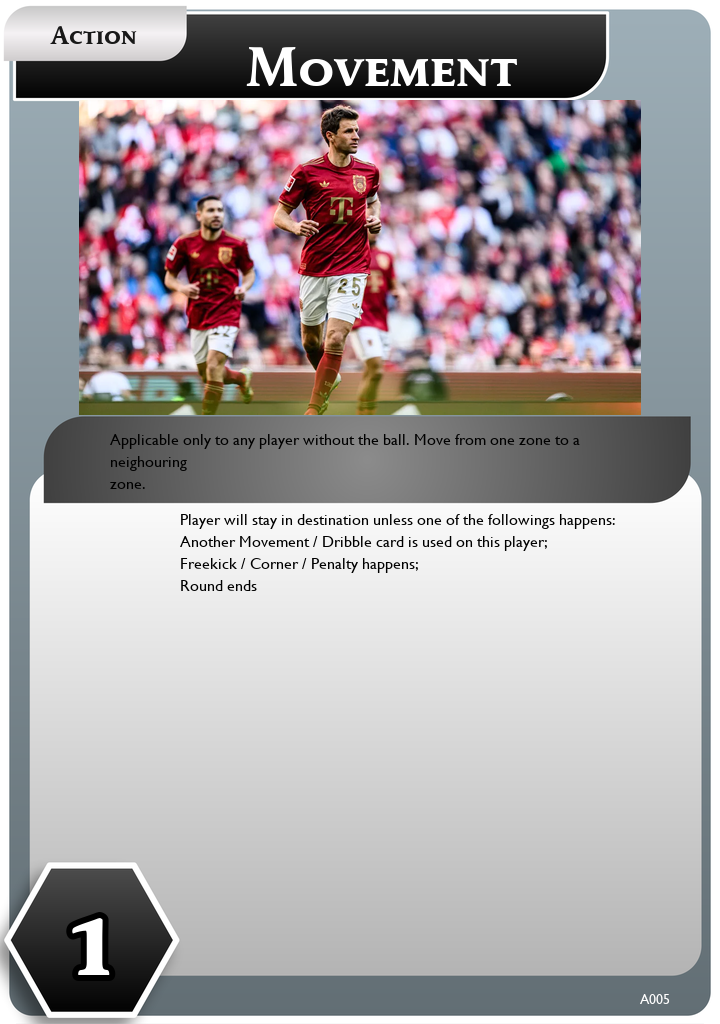 Action
Movement
T
25
Applicable only to any player without the ball. Move from one zone to a
neighouring
zone.
Player will stay in destination unless one of the followings happens:
Another Movement / Dribble card is used on this player;
Freekick / Corner / Penalty happens;
Round ends
1
A005